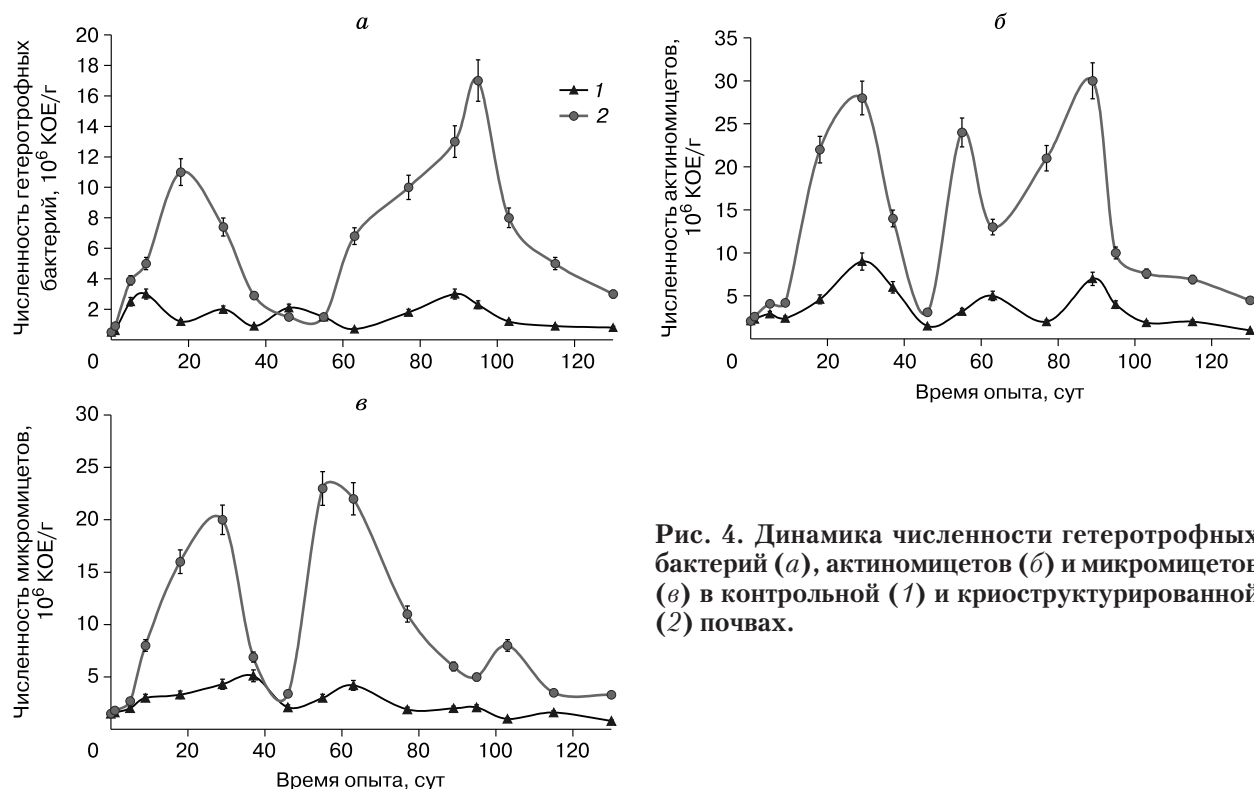 а
Численность гетеротрофных
бактерий, 10⁶ КОЕ/г
20
18
16
14
12
10
8
6
4
2
0 20 40 60 80 100 120
1
2
б
Численность актиномицетов,
10⁶ КОЕ/г
35
30
25
20
15
10
5
0 20 40 60 80 100 120
Время опыта, сут
в
Численность микромицетов,
10⁶ КОЕ/г
30
25
20
15
10
5
0 20 40 60 80 100 120
Время опыта, сут
Рис. 4. Динамика численности гетеротрофных
бактерий (а), актиномицетов (б) и микромицетов
(в) в контрольной (1) и криоструктурированной
(2) почвах.